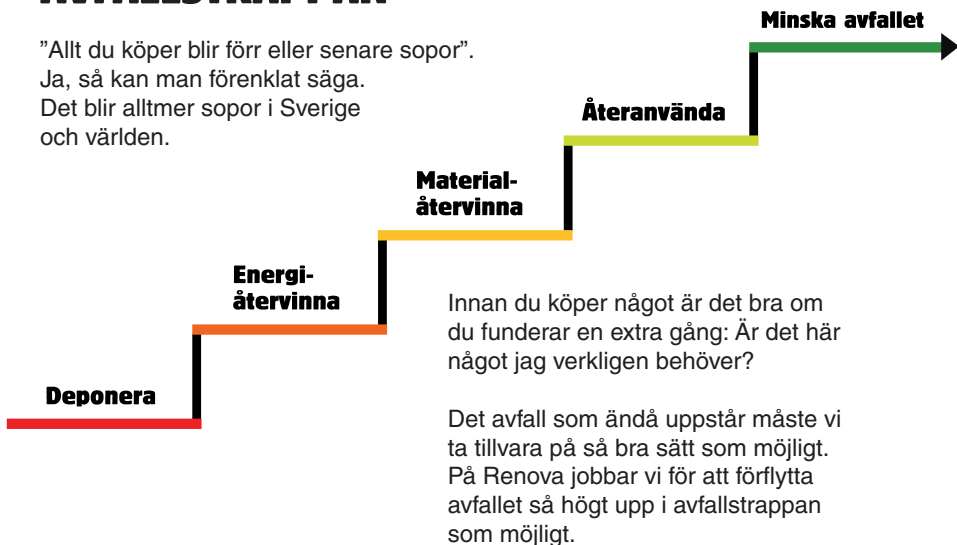 AVFALLSTRAPPAN
"Allt du köper blir förr eller senare sopor".
Ja, så kan man förenklat säga.
Det blir alltmer sopor i Sverige
och världen.
Minska avfallet
Återanvända
Material-
återvinna
Energi-
återvinna
Deponera
Innan du köper något är det bra om
du funderar en extra gång: Är det här
något jag verkligen behöver?
Det avfall som ändå uppstår måste vi
ta tillvara på så bra sätt som möjligt.
På Renova jobbar vi för att förflytta
avfallet så högt upp i avfallstrappan
som möjligt.